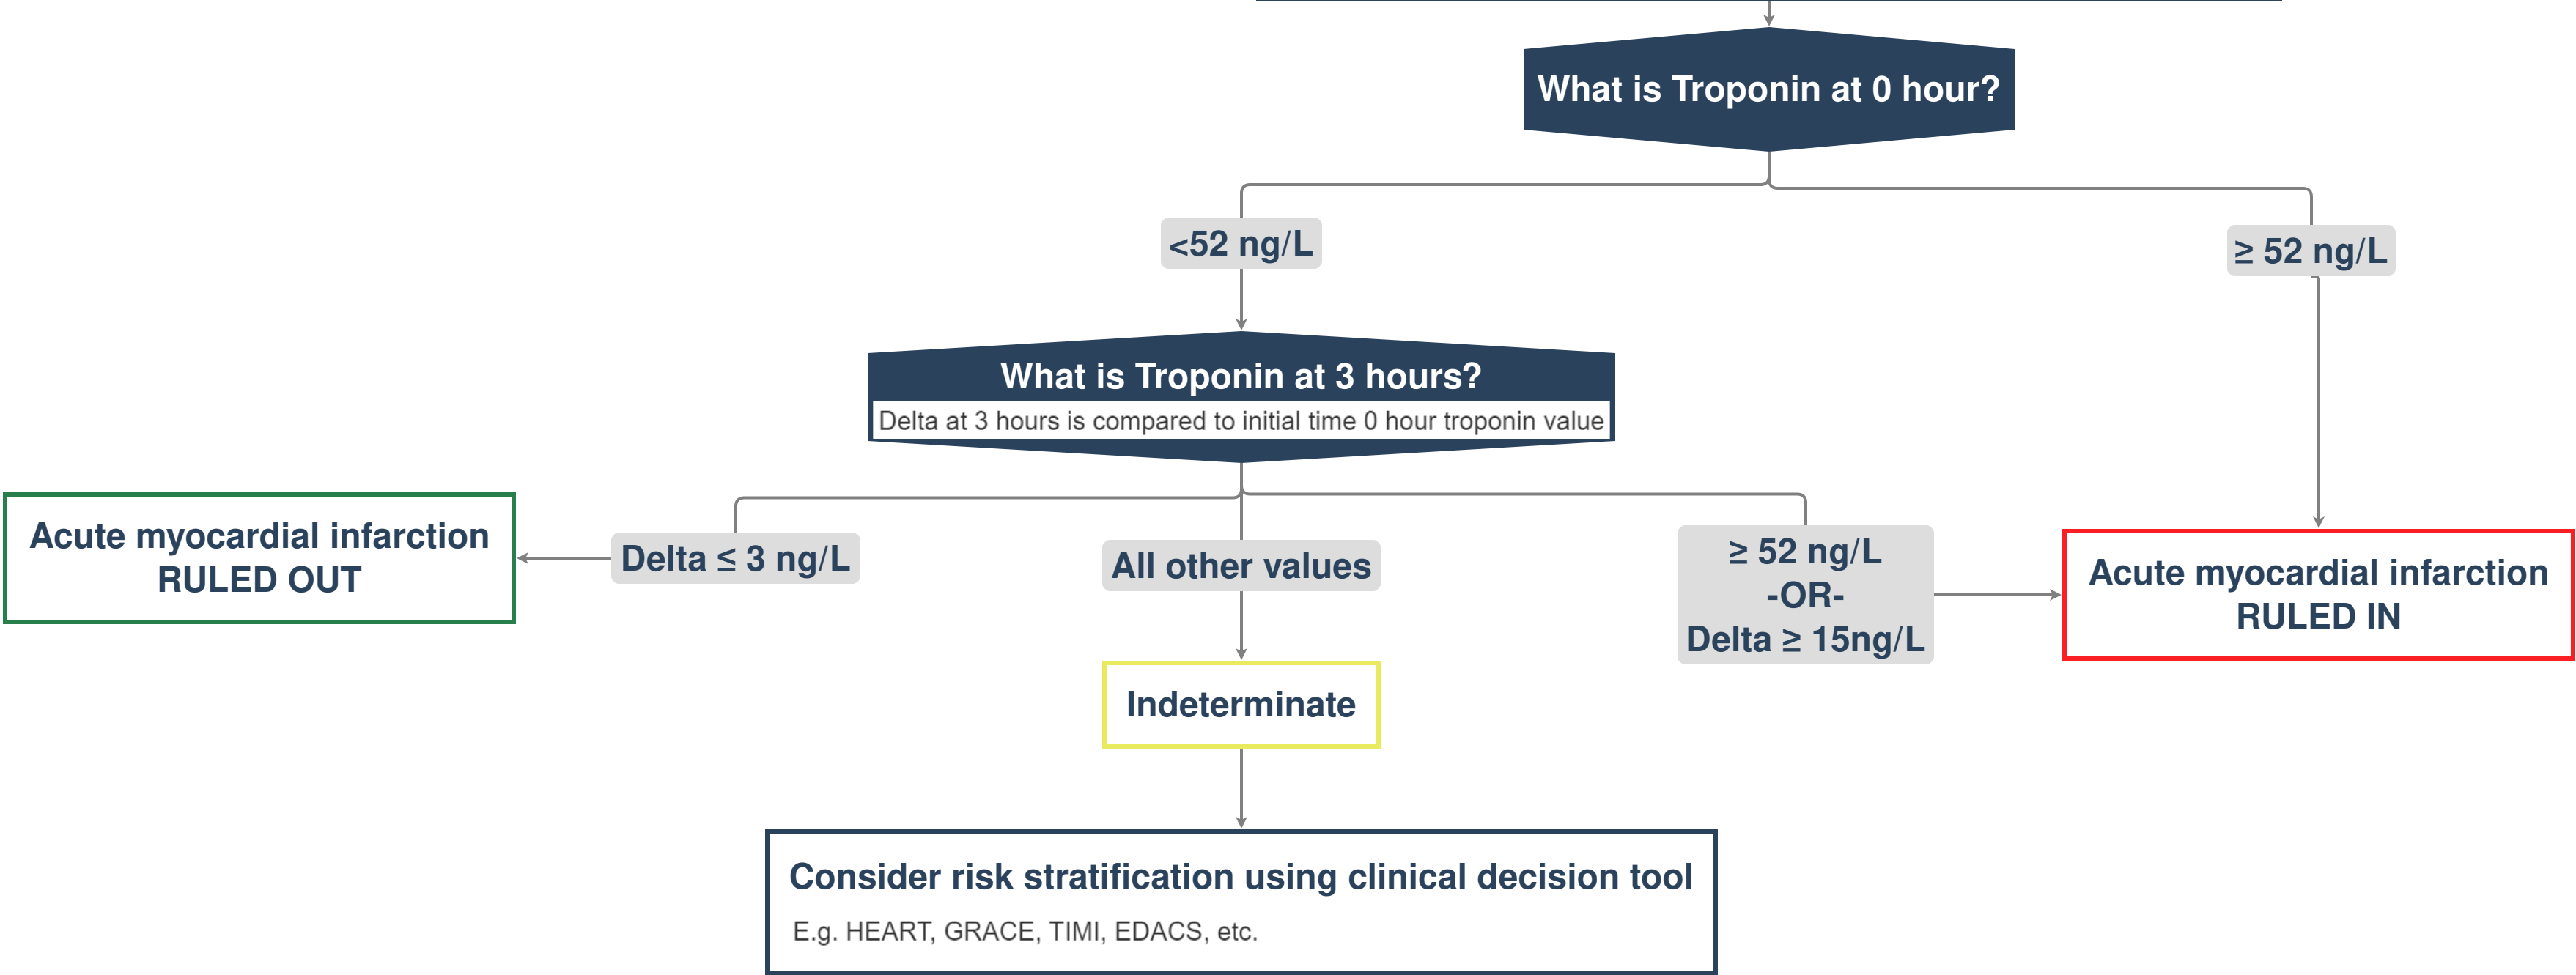 What is Troponin at 0 hour?
<52 ng/L
≥ 52 ng/L
What is Troponin at 3 hours?
Delta at 3 hours is compared to initial time 0 hour troponin value
Acute myocardial infarction
RULED OUT
Delta ≤ 3 ng/L
All other values
≥ 52 ng/L
-OR-
Delta ≥ 15ng/L
Acute myocardial infarction
RULED IN
Indeterminate
Consider risk stratification using clinical decision tool
E.g. HEART, GRACE, TIMI, EDACS, etc.